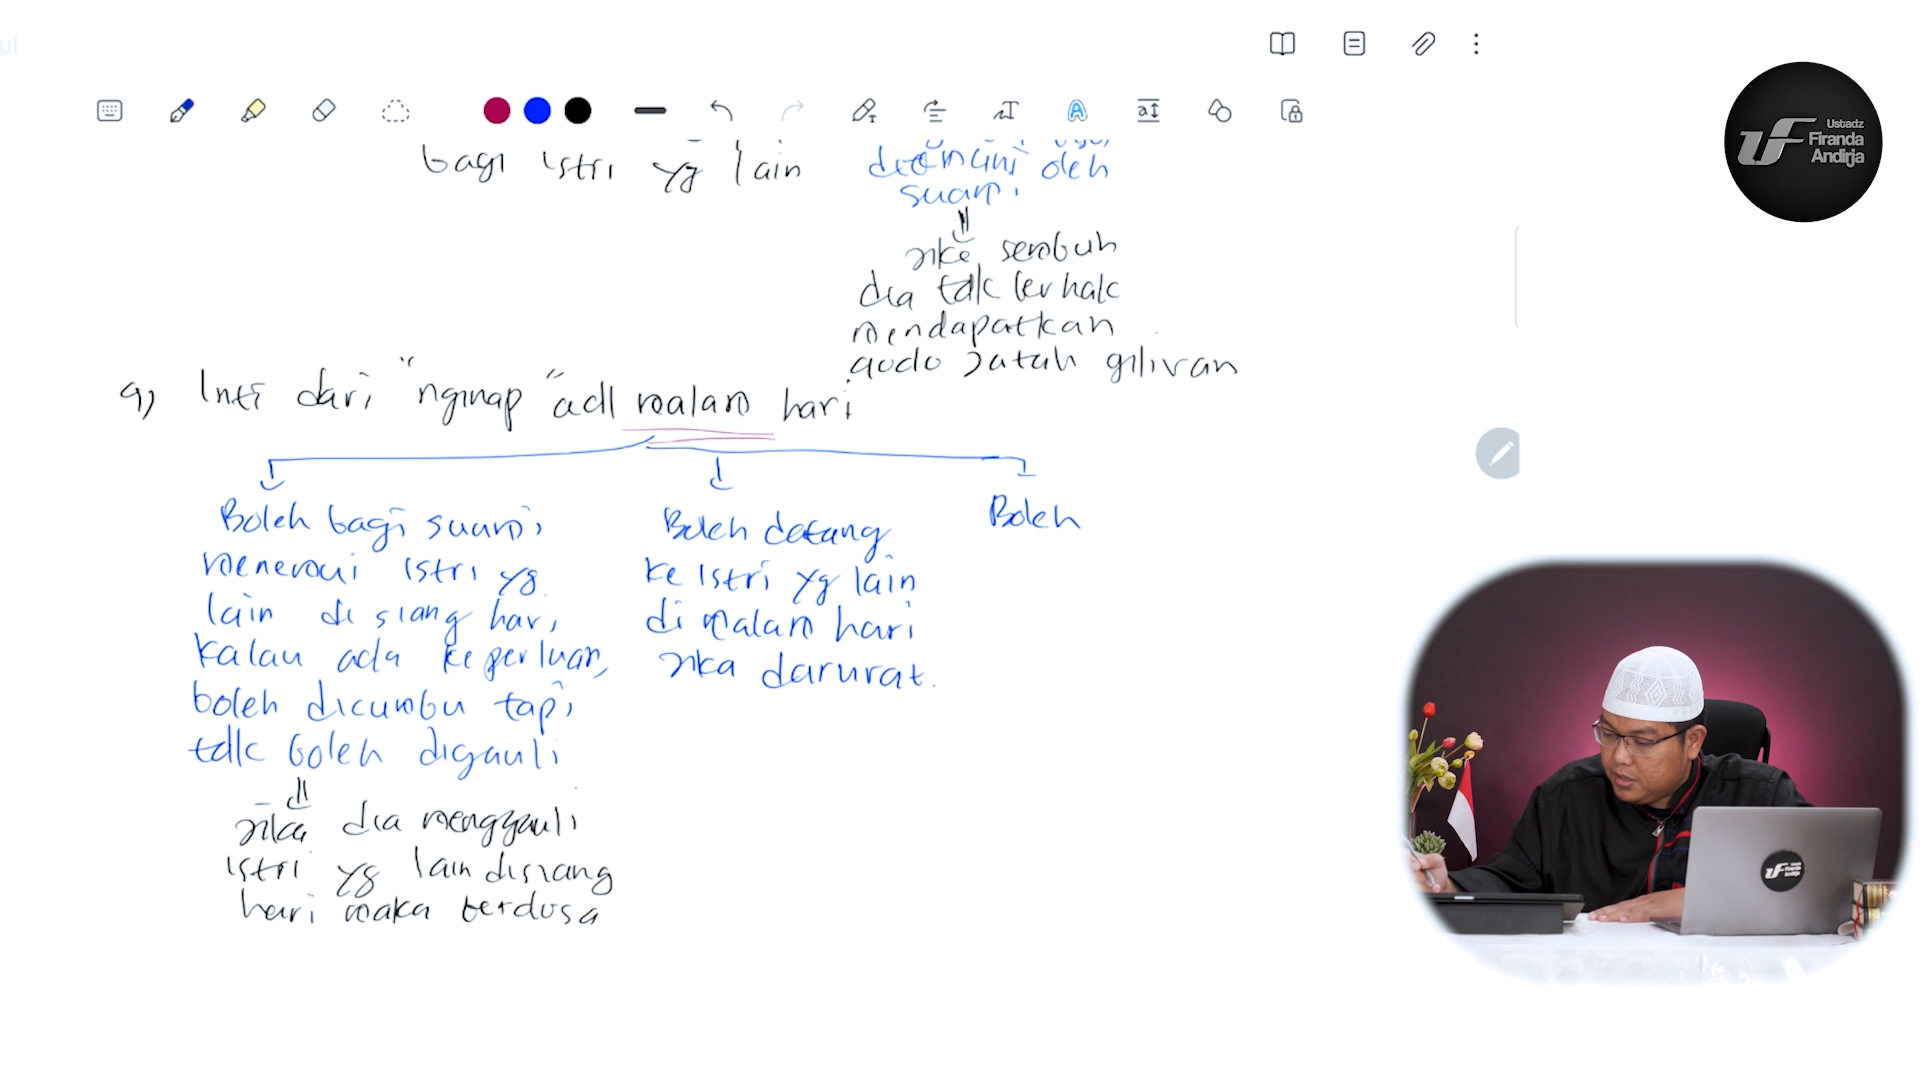 ul
Ustadz
Firanda
Andirja
bagi istri yg lain
ditemani oleh
suami
jika sembuh
dia tdk berhak
mendapatkan
qodo jatah giliran
9) Inti dari "nginap" adl malam hari
Boleh bagi suami
menemui istri yg
lain di siang hari
kalau ada keperluan,
boleh dicumbu tapi
tdk boleh digauli
jika dia menggauli
istri yg lain disiang
hari maka berdosa
Boleh datang
ke istri yg lain
di malam hari
jika darurat.
Boleh